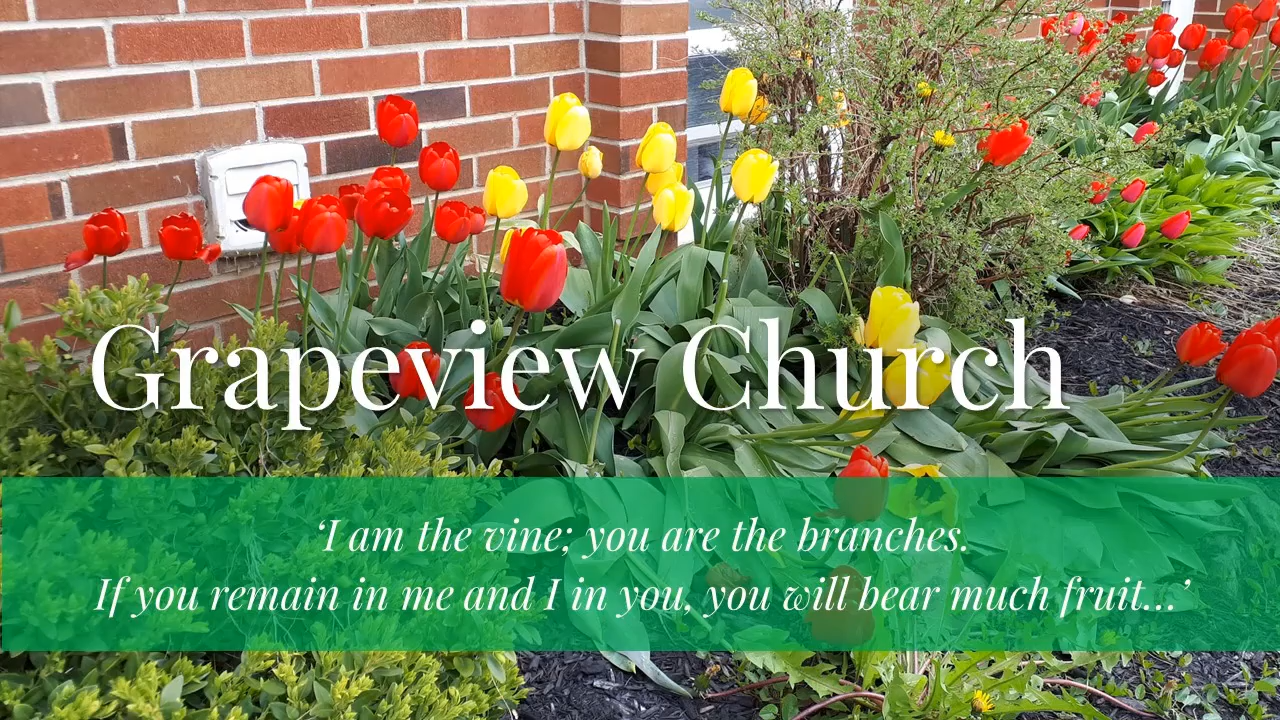 Grapeview Church
‘I am the vine; you are the branches.
If you remain in me and I in you, you will bear much fruit...’